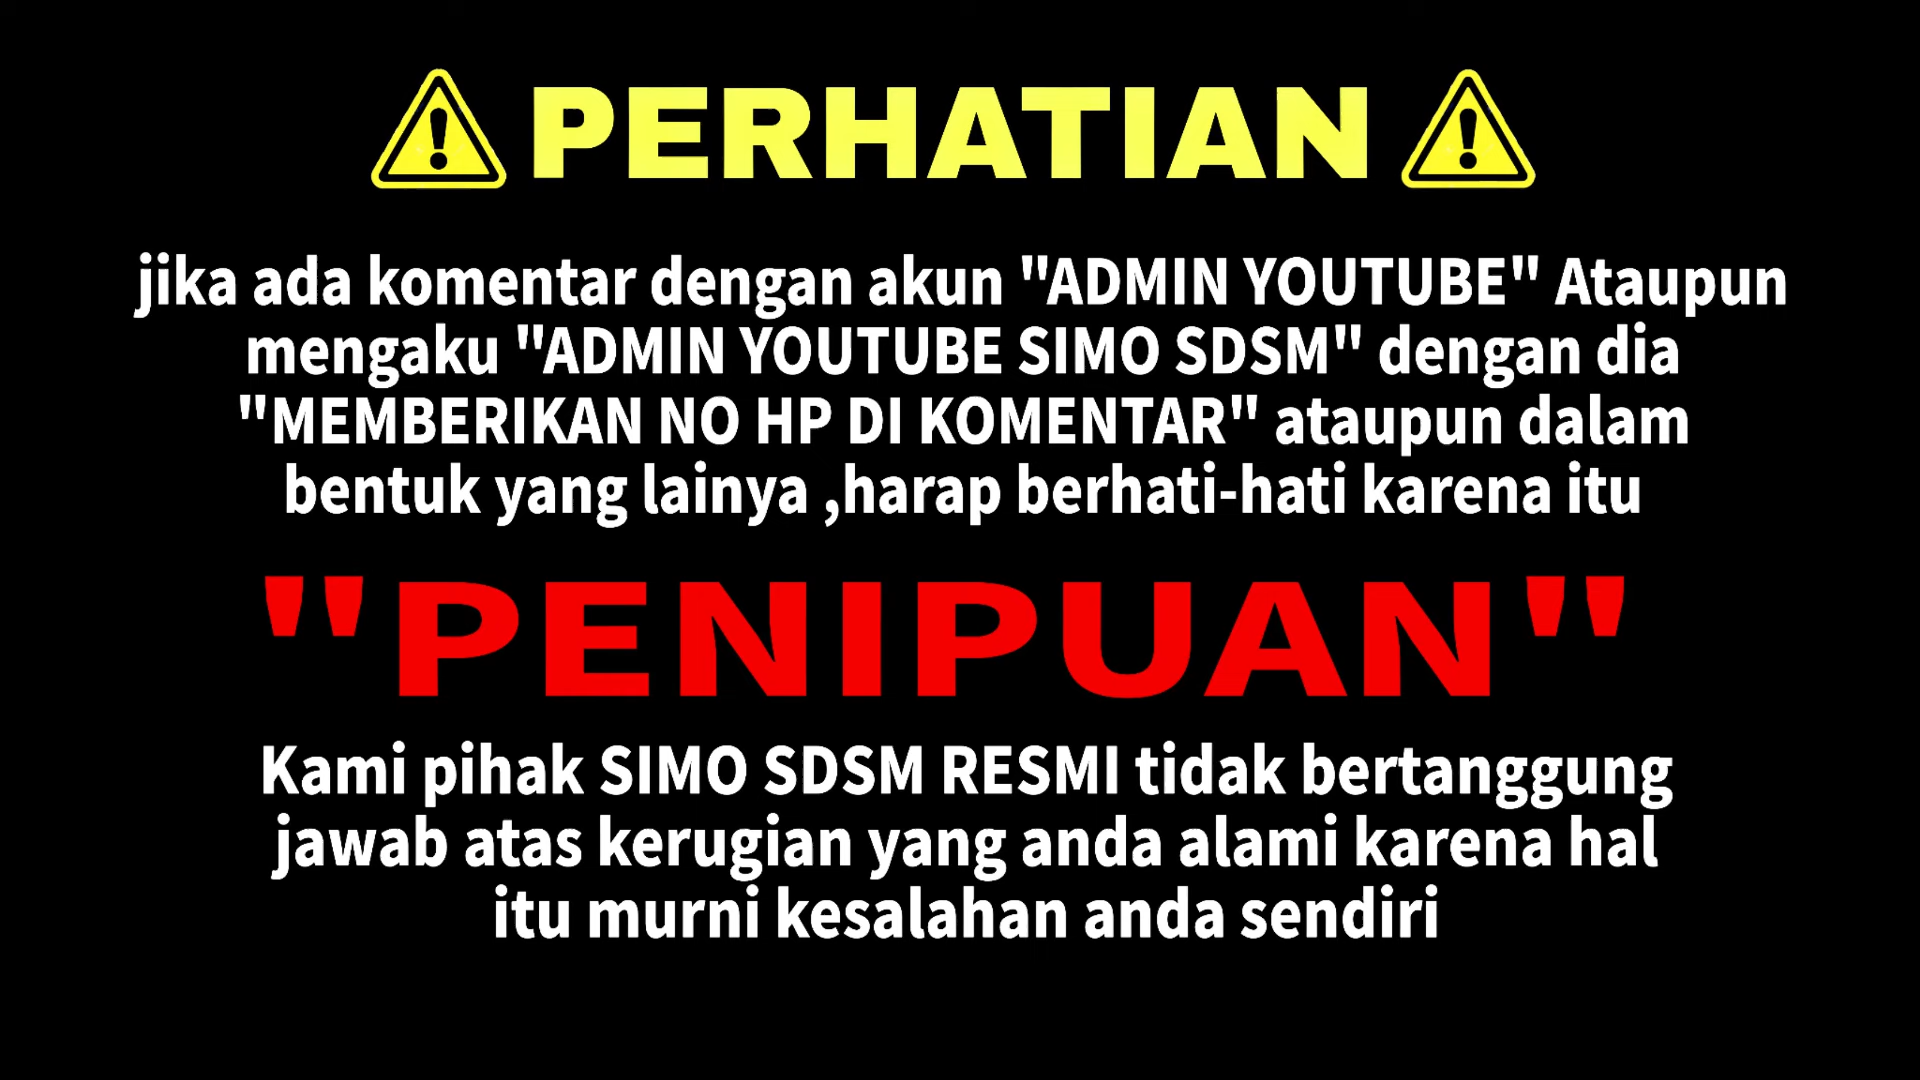 PERHATIAN
jika ada komentar dengan akun "ADMIN YOUTUBE" Ataupun
mengaku "ADMIN YOUTUBE SIMO SDSM" dengan dia
"MEMBERIKAN NO HP DI KOMENTAR" ataupun dalam
bentuk yang lainya ,harap berhati-hati karena itu
"PENIPUAN"
Kami pihak SIMO SDSM RESMI tidak bertanggung
jawab atas kerugian yang anda alami karena hal
itu murni kesalahan anda sendiri